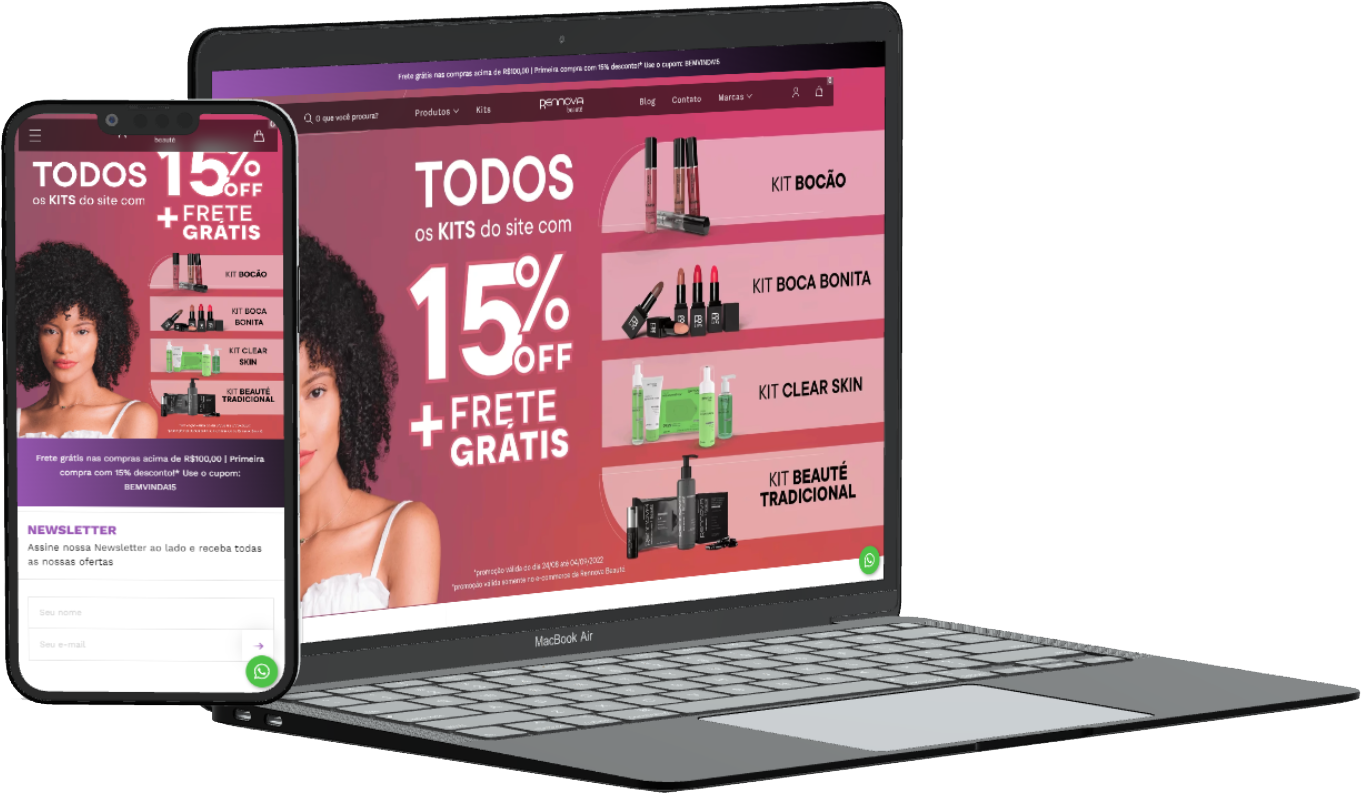 TODOS
os KITS do site com
15%
OFF
+ FRETE
GRÁTIS
KIT BOCÃO
KIT BOCA
BONITA
KIT CLEAR
SKIN
KIT BEAUTÉ
TRADICIONAL
Frete grátis nas compras acima de R$100,00 | Primeira
compra com 15% desconto!* Use o cupom:
BEMVINDA15
NEWSLETTER
Assine nossa Newsletter ao lado e receba todas
as nossas ofertas
Seu nome
Seu e-mail
Frete grátis nas compras acima de R$100,00 | Primeira compra com 15% desconto!* Use o cupom: BEMVINDA15
O que você procura?
Produtos
Kits
Rennova
beauté
Blog
Contato
Marcas
TODOS
os KITS do site com
15%
OFF
+ FRETE
GRÁTIS
KIT BOCÃO
KIT BOCA BONITA
KIT CLEAR SKIN
KIT BEAUTÉ
TRADICIONAL
*promoção válida do dia 24/08 até 04/09/2022
*promoção válida somente no e-commerce da Rennova Beauté
MacBook Air